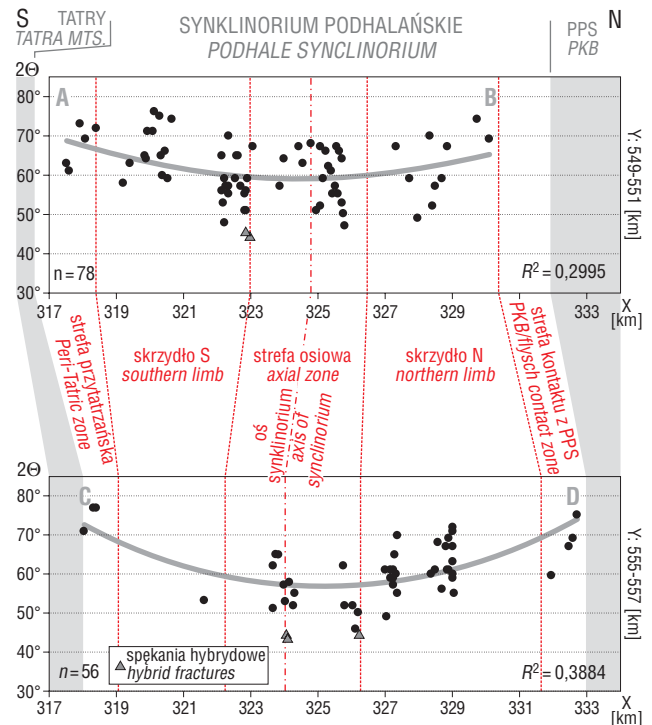 S
TATRY
TATRA MTS.
SYNKLINORIUM PODHALAŃSKIE
PODHALE SYNCLINORIUM
PPS
PKB
N
2Θ
80°
70°
60°
50°
40°
30°
A
B
n=78
R² = 0,2995
Y: 549-551 [km]
317
319
321
323
325
327
329
331
333
X
[km]
strefa przytatrzańska
Peri-Tatric zone
skrzydło S
southern limb
strefa osiowa
axial zone
oś
synklinorium
axis of
synclinorium
skrzydło N
northern limb
strefa kontaktu z PPS
PKB/flysch contact zone
2Θ
80°
70°
60°
50°
40°
30°
C
D
n=56
spękania hybrydowe
hybrid fractures
R² = 0,3884
Y: 555-557 [km]
317
319
321
323
325
327
329
331
333
X
[km]